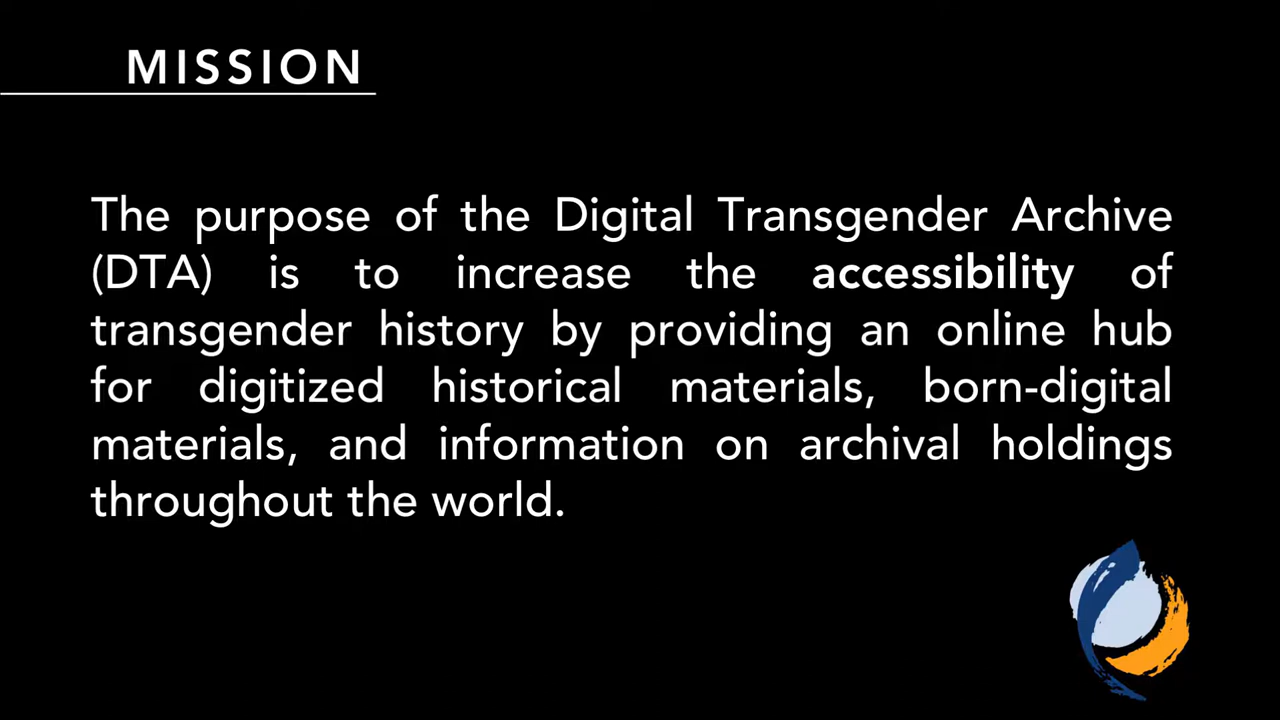 MISSION
The purpose of the Digital Transgender Archive
(DTA) is to increase the accessibility of
transgender history by providing an online hub
for digitized historical materials, born-digital
materials, and information on archival holdings
throughout the world.